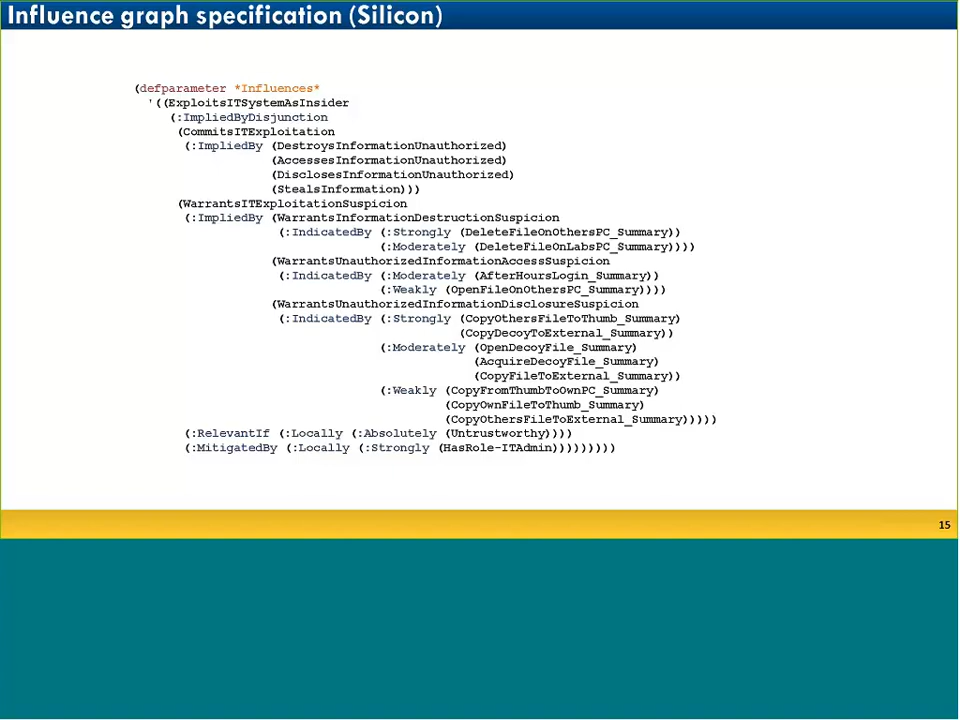 Influence graph specification (Silicon)
(defparameter *Influences*
'((ExploitsITSystemAsInsider
(:ImpliedByDisjunction
(CommitsITExploitation
(:ImpliedBy (DestroysInformationUnauthorized)
(AccessesInformationUnauthorized)
(DisclosesInformationUnauthorized)
(StealsInformation)))
(WarrantsITExploitationSuspicion
(:ImpliedBy (WarrantsInformationDestructionSuspicion
(:IndicatedBy (:Strongly (DeleteFileOnOthersPC_Summary))
(:Moderately (DeleteFileOnLabsPC_Summary))))
(WarrantsUnauthorizedInformationAccessSuspicion
(:IndicatedBy (:Moderately (AfterHoursLogin_Summary))
(:Weakly (OpenFileOnOthersPC_Summary))))
(WarrantsUnauthorizedInformationDisclosureSuspicion
(:IndicatedBy (:Strongly (CopyOthersFileToThumb_Summary)
(CopyDecoyToExternal_Summary))
(:Moderately (OpenDecoyFile_Summary)
(AcquireDecoyFile_Summary)
(CopyFileToExternal_Summary))
(:Weakly (CopyFromThumbToOwnPC_Summary)
(CopyOwnFileToThumb_Summary)
(CopyOthersFileToExternal_Summary)))))
(:RelevantIf (:Locally (:Absolutely (Untrustworthy))))
(:MitigatedBy (:Locally (:Strongly (HasRole-ITAdmin)))))))))
15